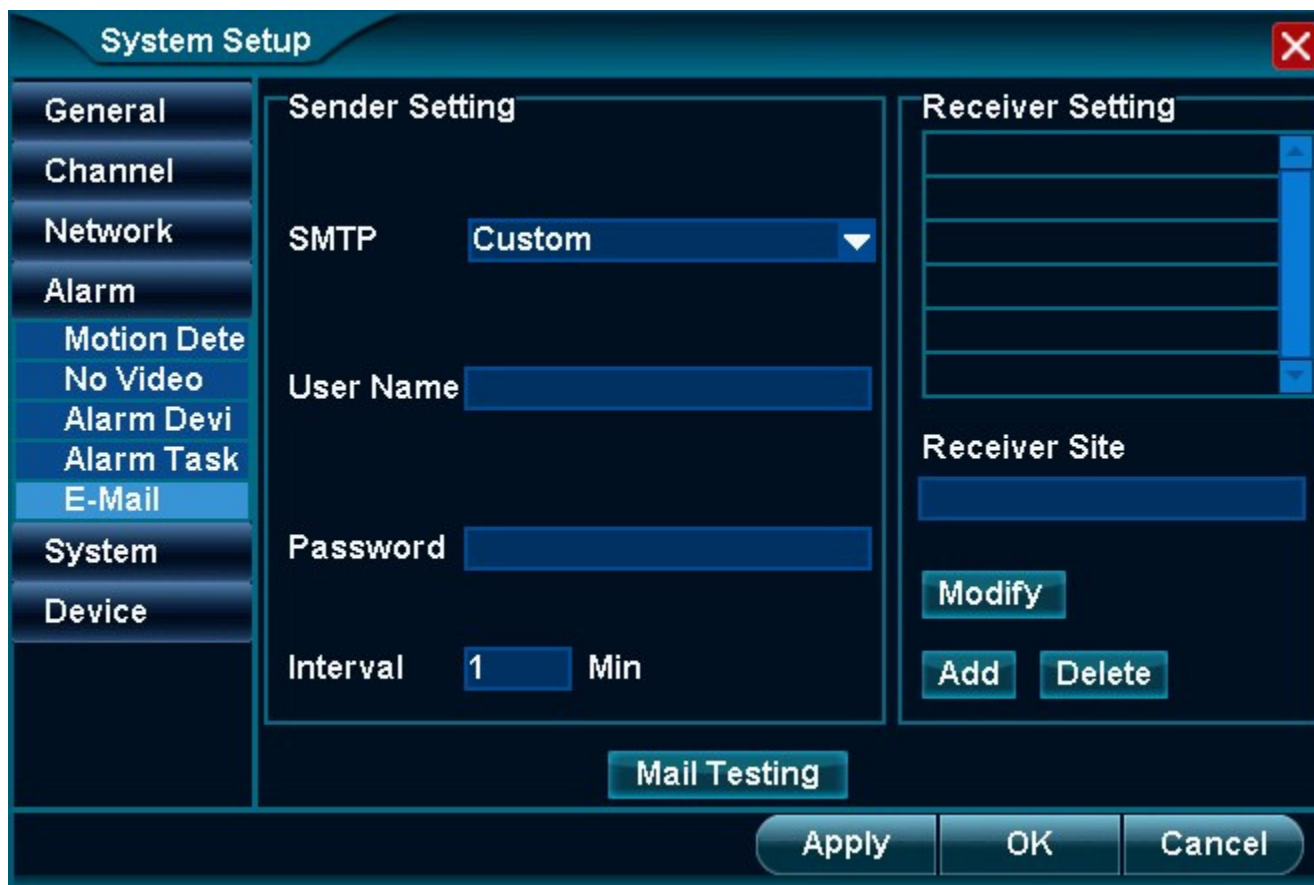 System Setup
General
Channel
Network
Alarm
Motion Dete
No Video
Alarm Devi
Alarm Task
E-Mail
System
Device
Sender Setting
SMTP Custom
User Name
Password
Interval 1 Min
Receiver Setting
Receiver Site
Modify
Add Delete
Mail Testing
Apply OK Cancel